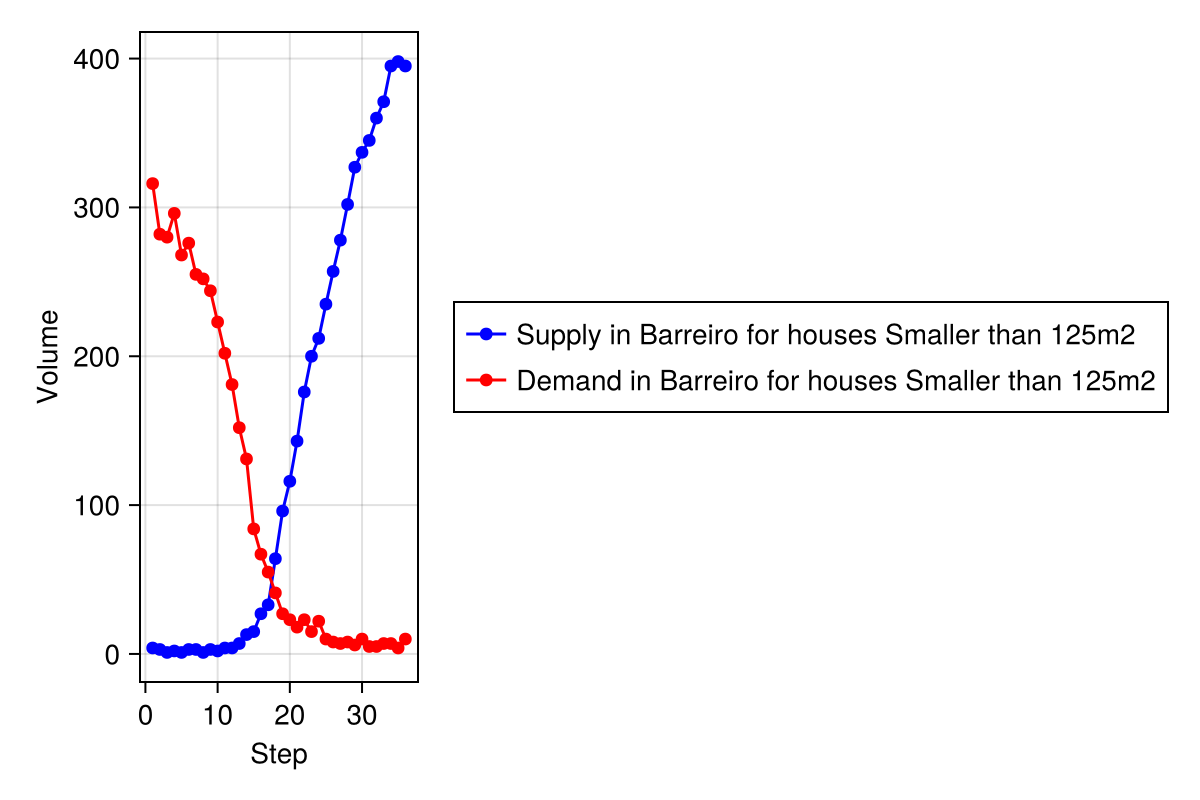 400
300
200
100
0
Volume
0 10 20 30
Step
Supply in Barreiro for houses Smaller than 125m2
Demand in Barreiro for houses Smaller than 125m2